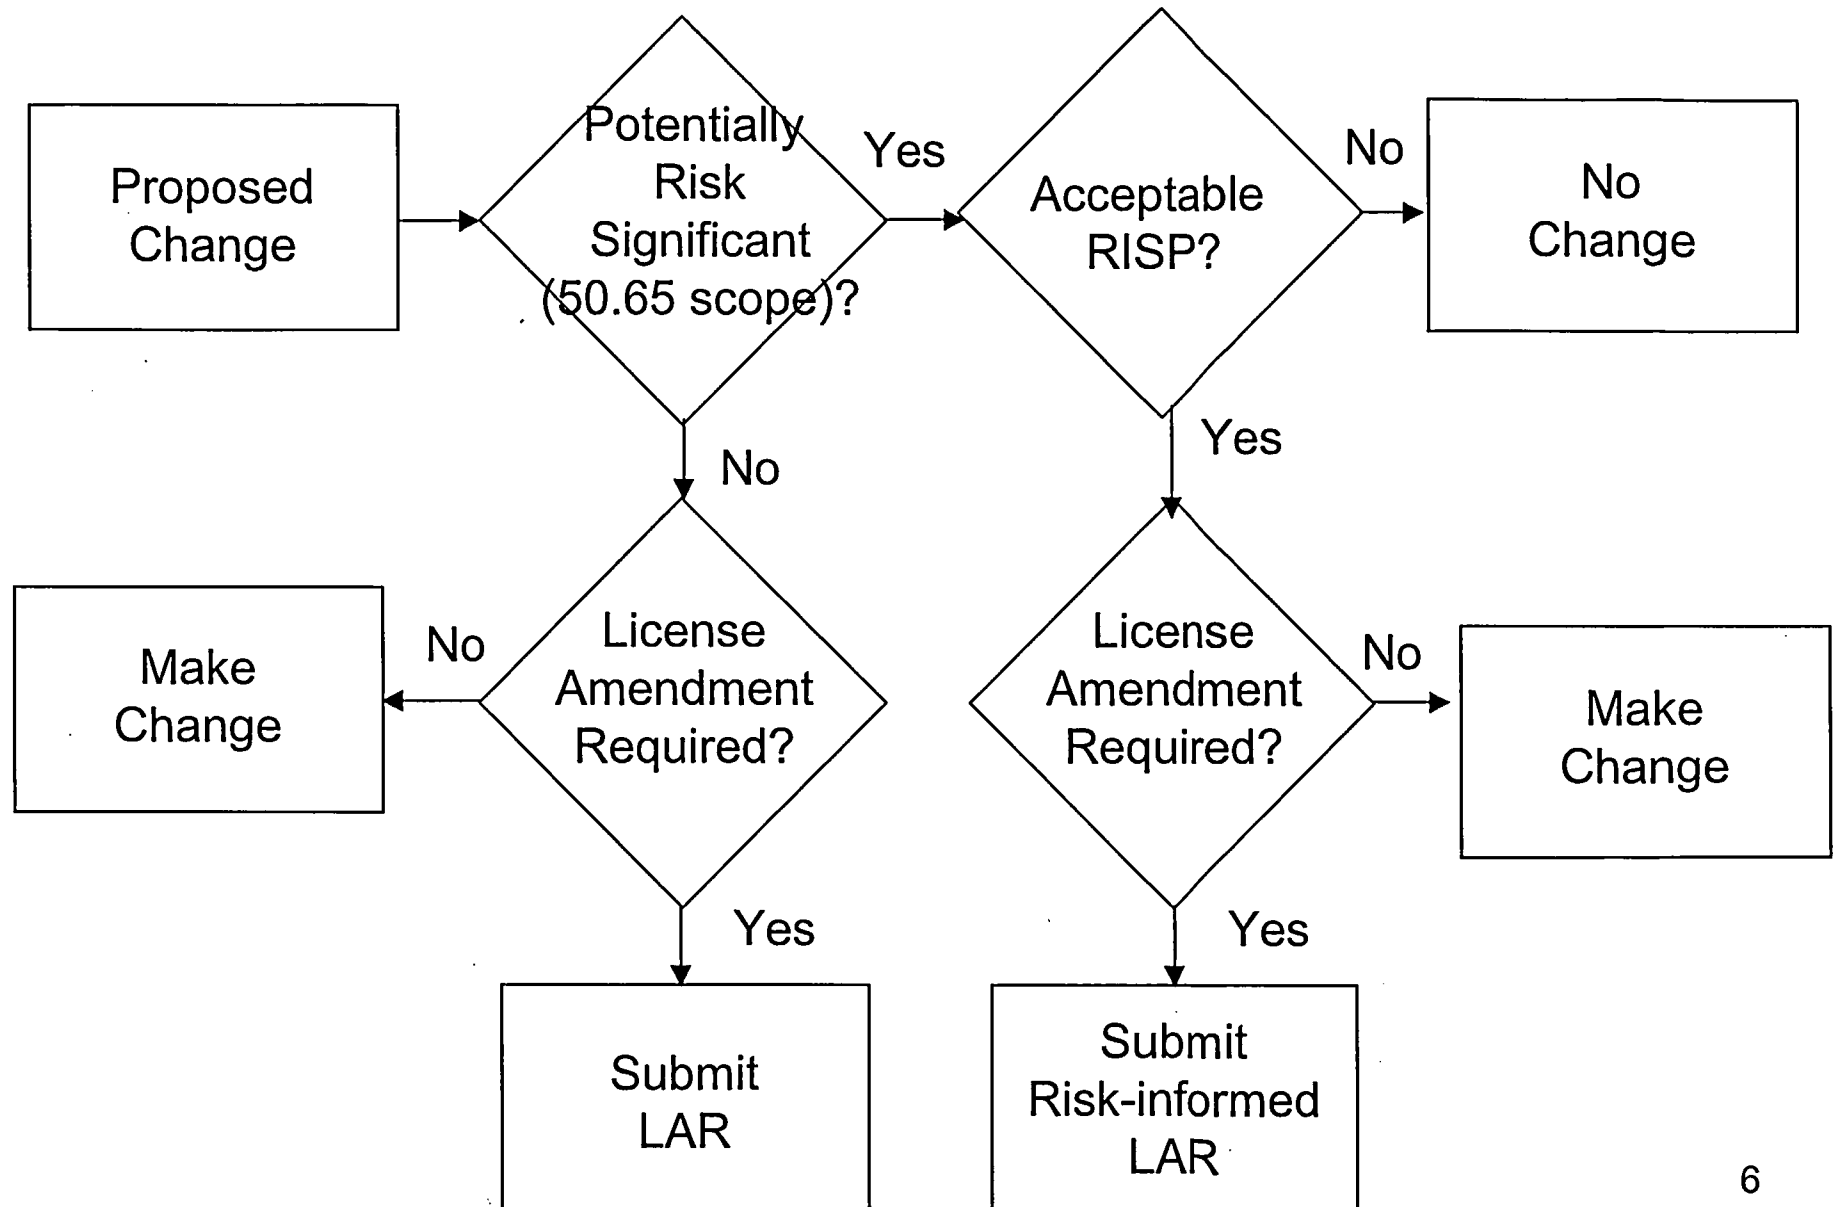 Proposed
Change
Potentially
Risk
Significant
(50.65 scope)?
Yes
Acceptable
RISP?
No
No
Change
No
Yes
Make
Change
No
License
Amendment
Required?
License
Amendment
Required?
No
Make
Change
Yes
Yes
Submit
LAR
Submit
Risk-informed
LAR
6